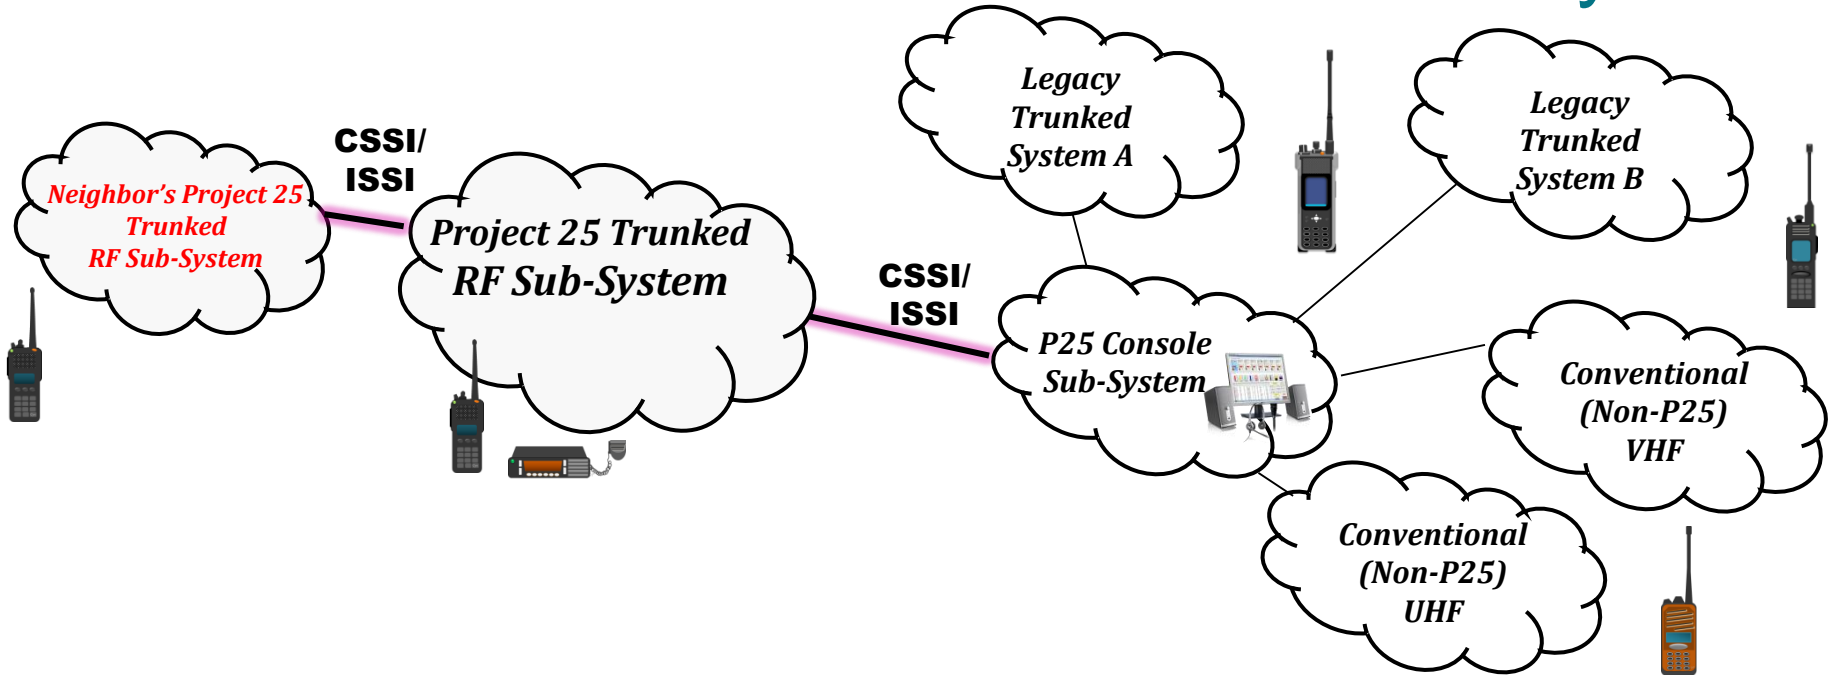 Legacy
Trunked
System A
Legacy
Trunked
System B
CSSI/
ISSI
Neighbor's Project 25
Trunked
RF Sub-System
Project 25 Trunked
RF Sub-System
CSSI/
ISSI
P25 Console
Sub-System
Conventional
(Non-P25)
VHF
Conventional
(Non-P25)
UHF